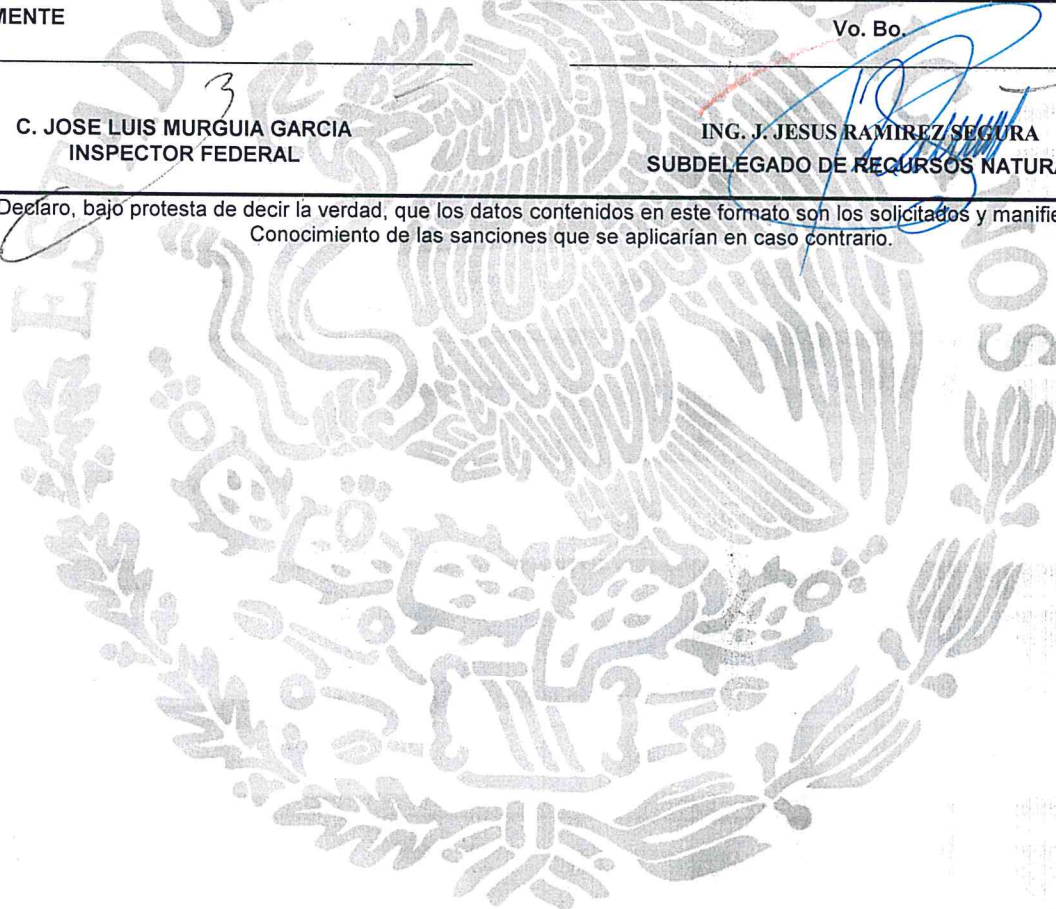 MENTE
Vo. Bo.
C. JOSE LUIS MURGUIA GARCIA
INSPECTOR FEDERAL
ING. J. JESUS RAMIREZ SEGURA
SUBDELEGADO DE RECURSOS NATURA
Declaro, bajo protesta de decir la verdad, que los datos contenidos en este formato son los solicitados y manifie
Conocimiento de las sanciones que se aplicarían en caso contrario.
ESTADO
NOS